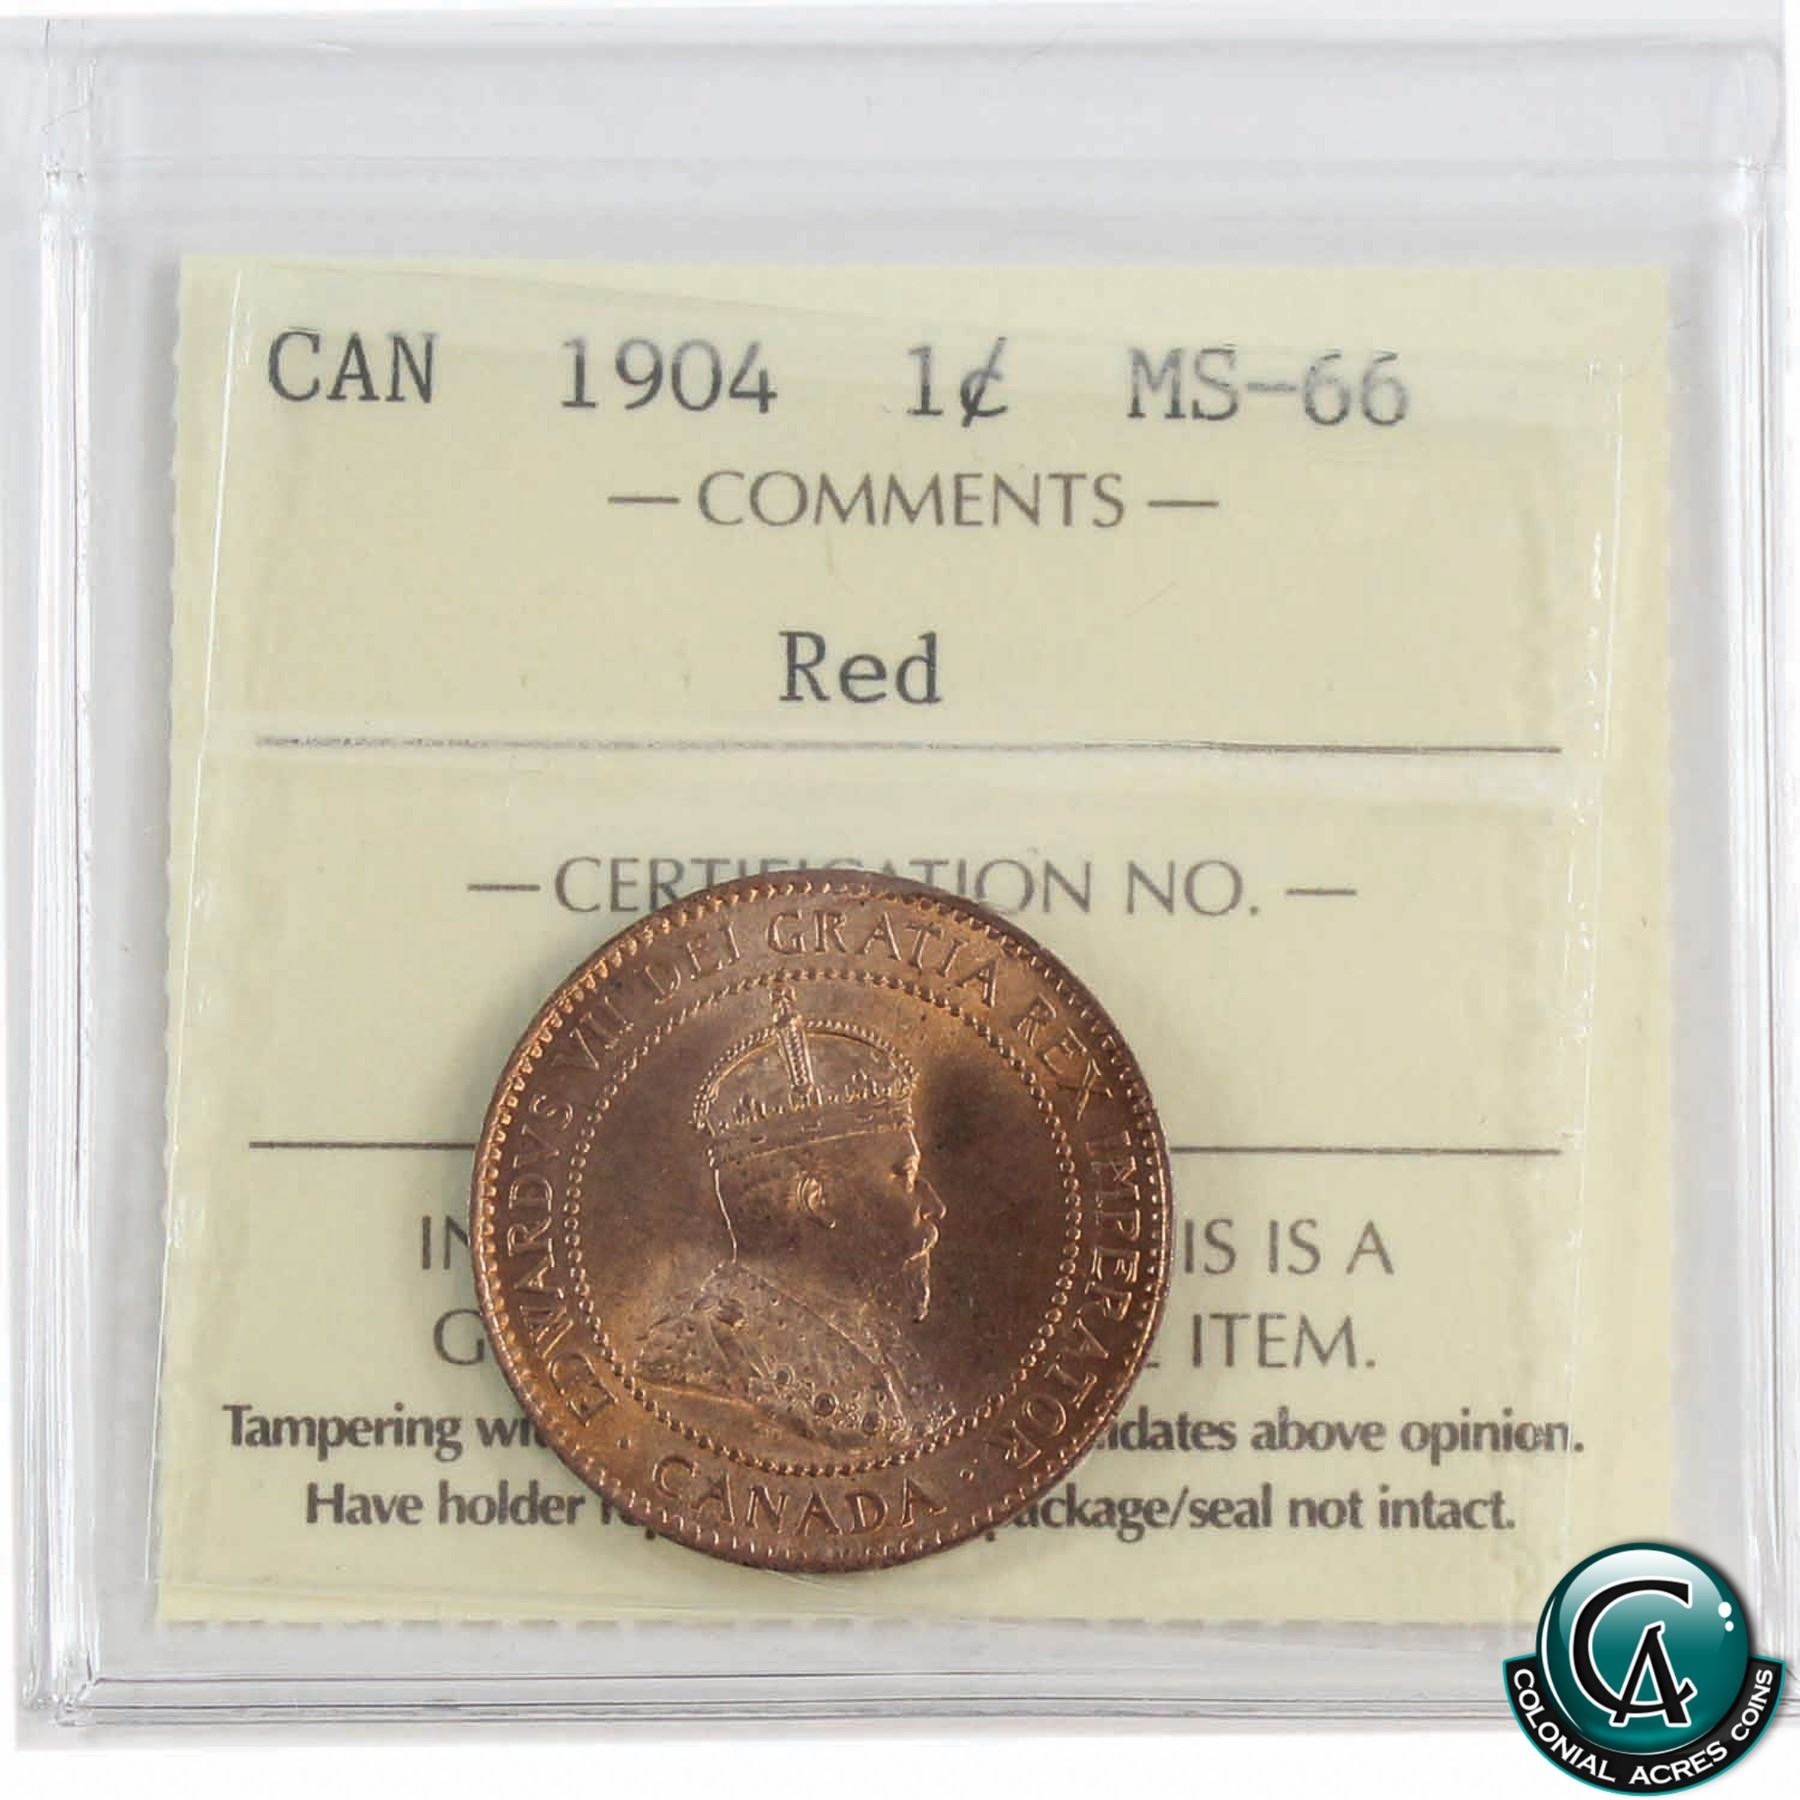 CAN 1904 1¢ MS-66
— COMMENTS —
Red
— CERTIFICATION NO. —
IS IS A
ITEM.
Tampering above opinion.
Have holder package/seal not intact.
EDWARDVS VII DEI GRATIA REX IMPERATOR
CANADA
CA
COLONIAL ACRES COINS